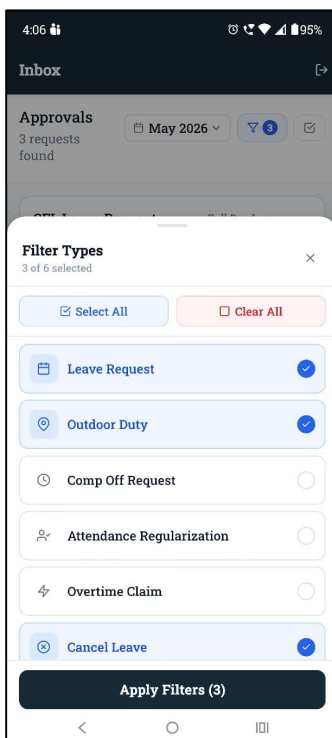 4:06
95%
Inbox
Approvals
3 requests
found
May 2026
3
Filter Types
3 of 6 selected
Select All
Clear All
Leave Request
Outdoor Duty
Comp Off Request
Attendance Regularization
Overtime Claim
Cancel Leave
Apply Filters (3)